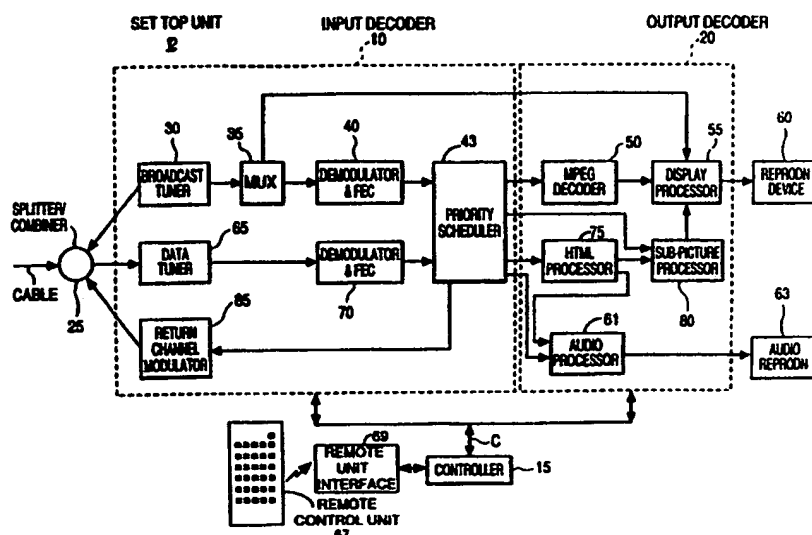 SET TOP UNIT
12
INPUT DECODER
10
OUTPUT DECODER
20
30
BROADCAST
TUNER
35
MUX
40
DEMODULATOR
& FEC
43
PRIORITY
SCHEDULER
50
MPEG
DECODER
55
DISPLAY
PROCESSOR
60
REPRODN
DEVICE
SPLITTER/
COMBINER
CABLE
25
65
DATA
TUNER
DEMODULATOR
& FEC
70
75
HTML
PROCESSOR
SUB-PICTURE
PROCESSOR
80
85
RETURN
CHANNEL
MODULATOR
61
AUDIO
PROCESSOR
63
AUDIO
REPRODN
69
REMOTE
UNIT
INTERFACE
C
CONTROLLER
15
REMOTE
CONTROL UNIT
67